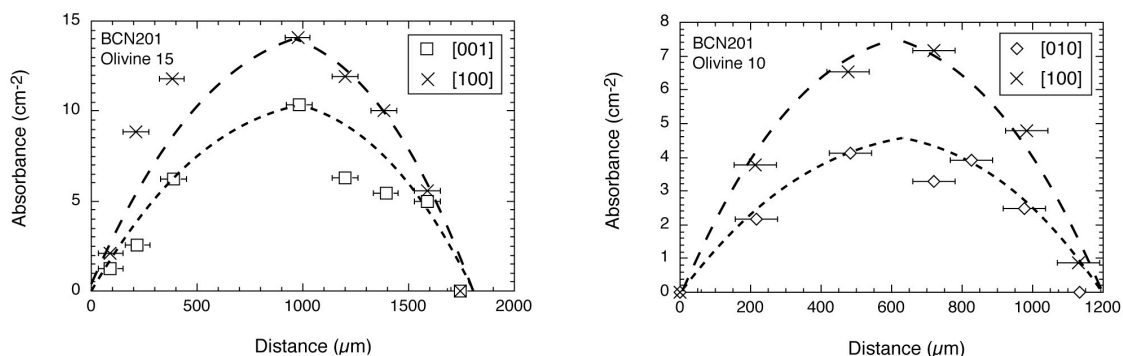 BCN201
Olivine 15
[001]
[100]
15
10
5
0
Absorbance (cm-2)
0 500 1000 1500 2000
Distance (µm)
BCN201
Olivine 10
[010]
[100]
8
7
6
5
4
3
2
1
0
Absorbance (cm-2)
0 200 400 600 800 1000 1200
Distance (µm)